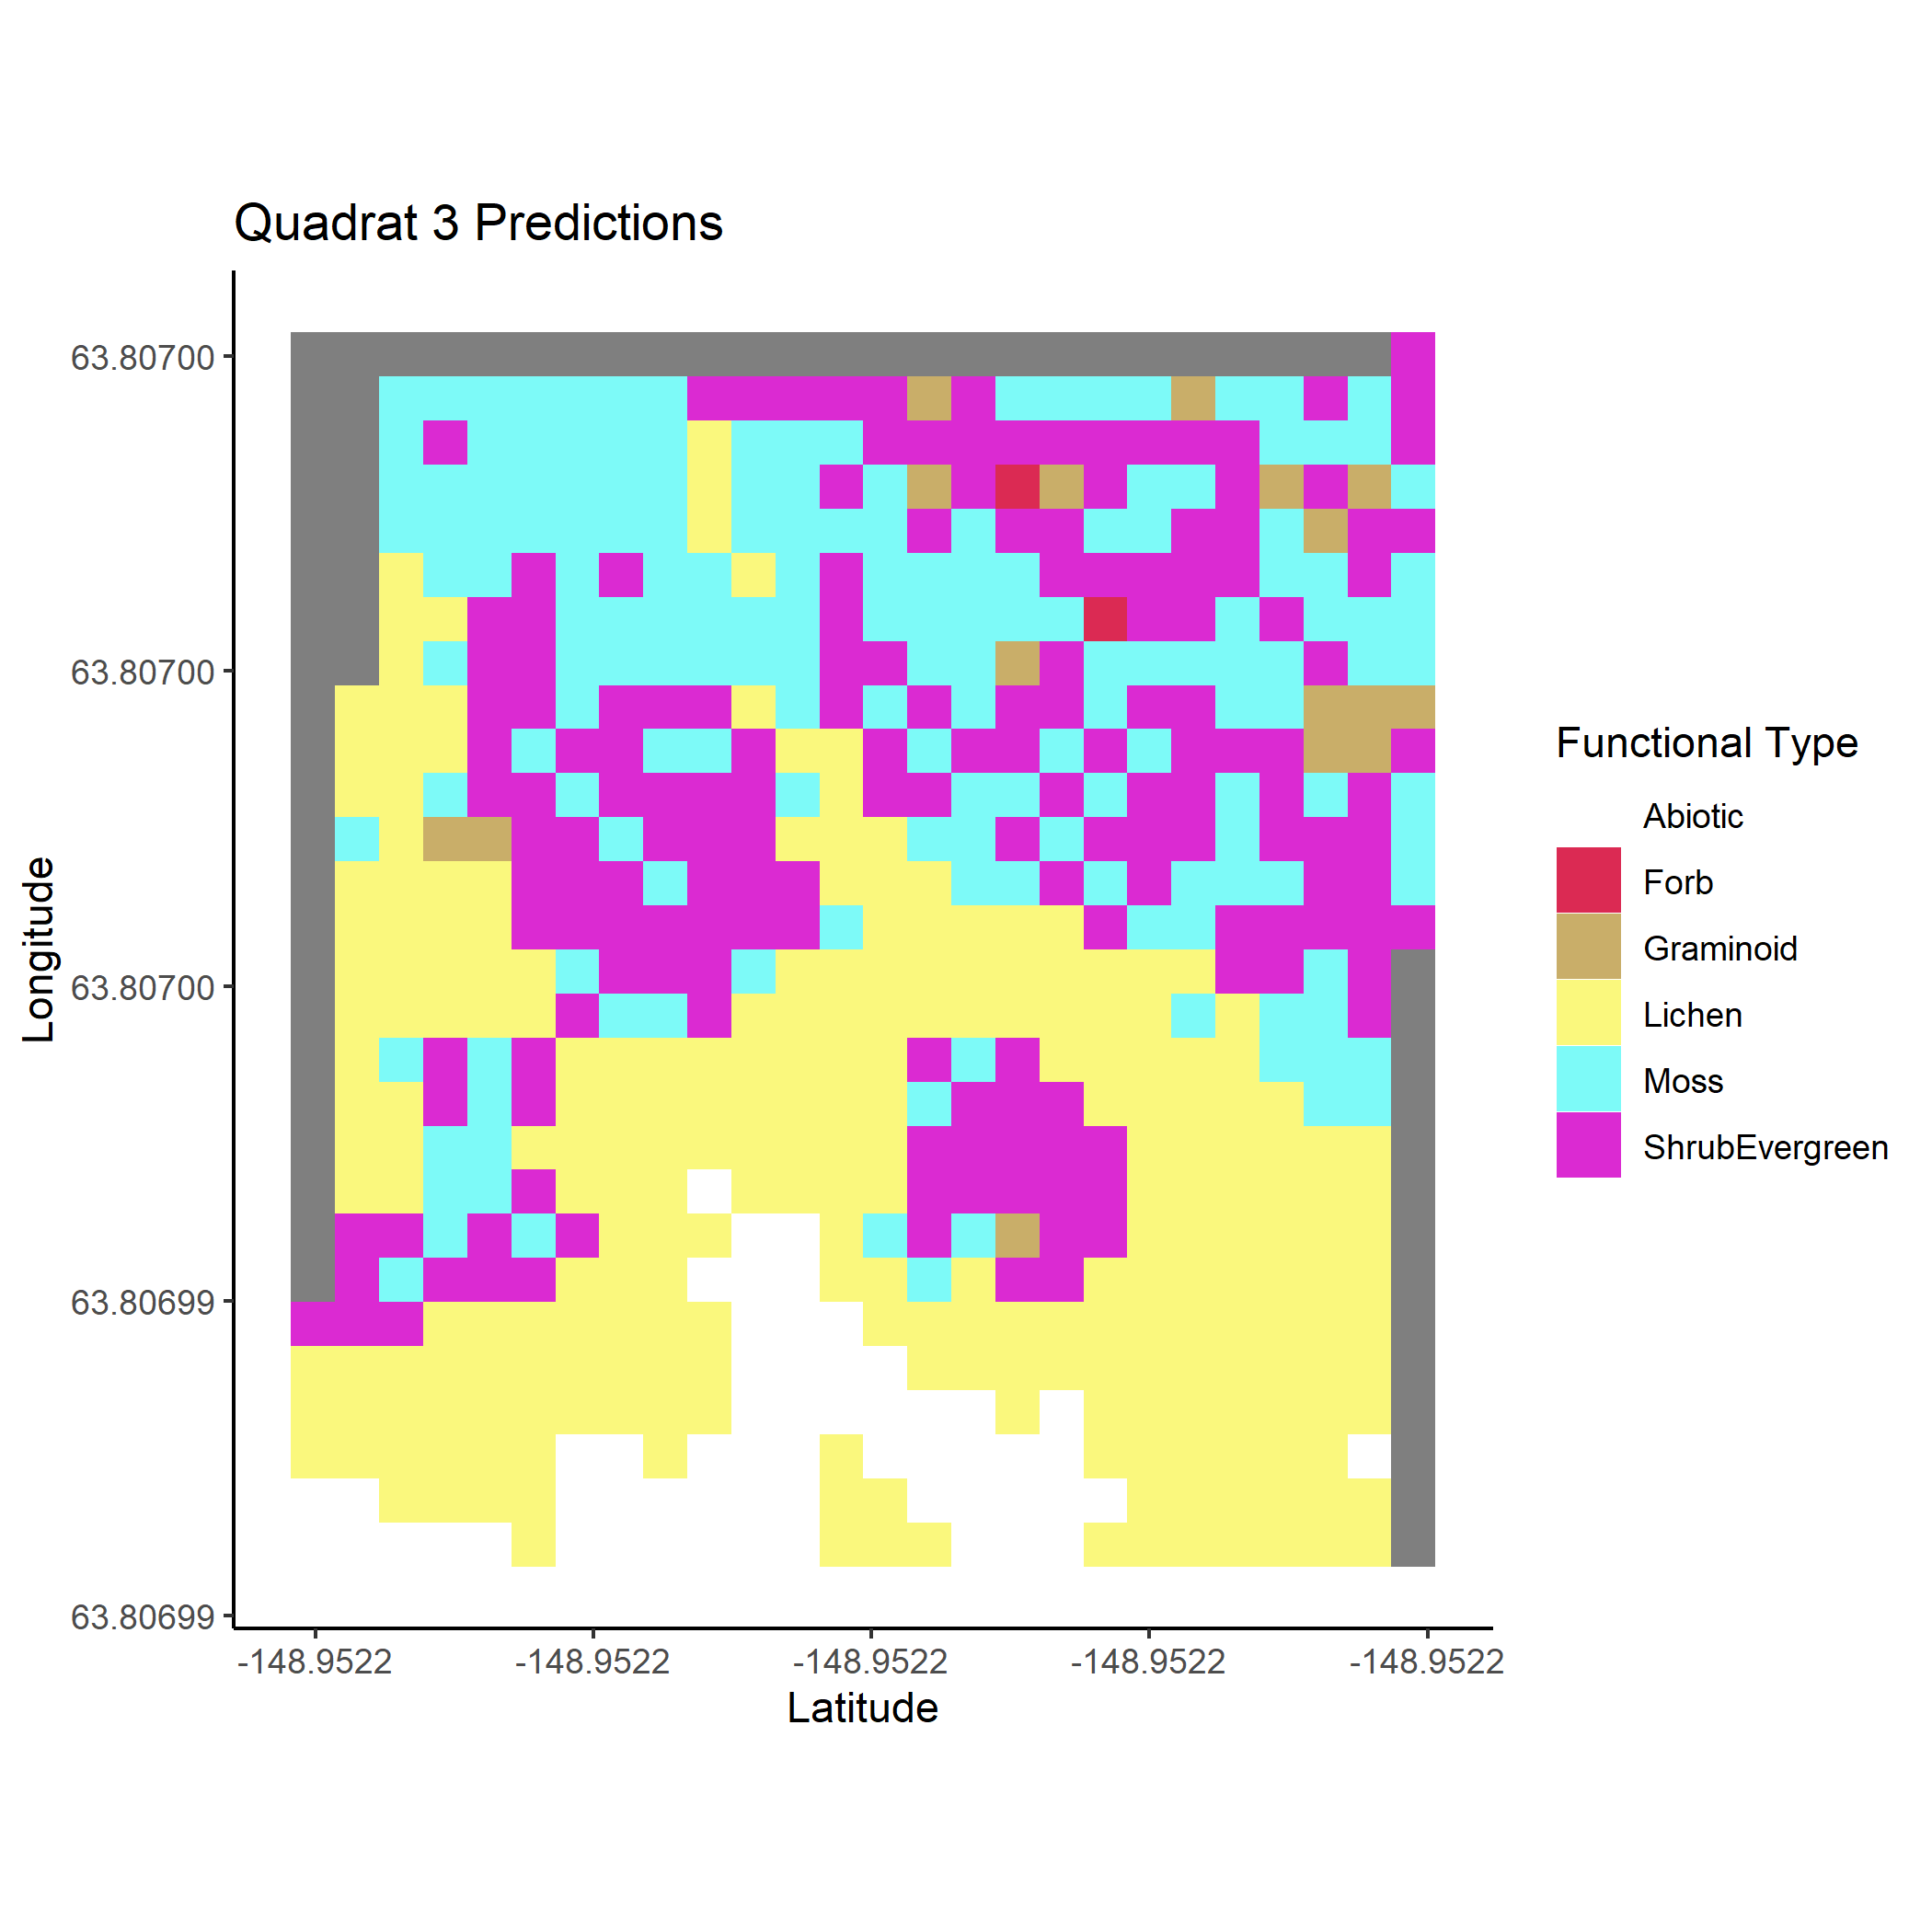 Quadrat 3 Predictions
63.80700
63.80700
63.80700
63.80699
63.80699
Longitude
-148.9522 -148.9522 -148.9522 -148.9522 -148.9522
Latitude
Functional Type
Abiotic
Forb
Graminoid
Lichen
Moss
ShrubEvergreen